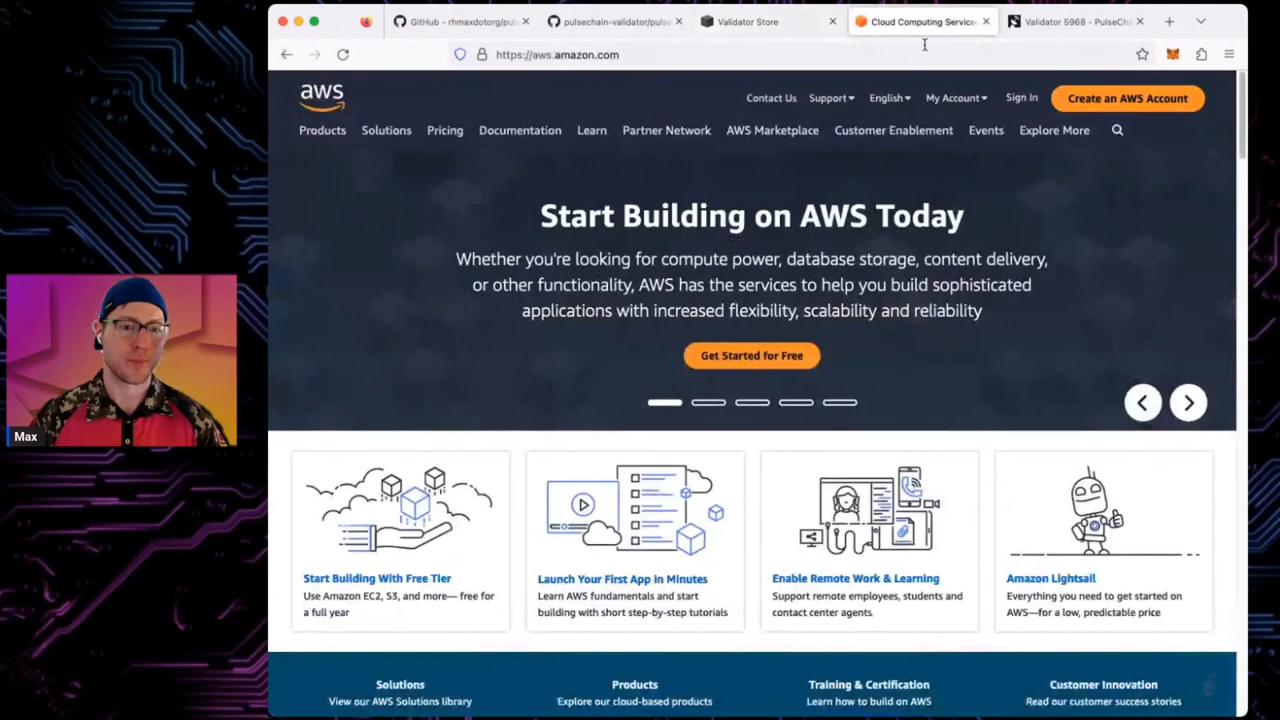 GitHub - rhmaxdotorg/puls
pulsechain-validator/pulse
Validator Store
Cloud Computing Service
Validator 5968 - PulseCha
https://aws.amazon.com
aws
Contact Us
Support
English
My Account
Sign In
Create an AWS Account
Products
Solutions
Pricing
Documentation
Learn
Partner Network
AWS Marketplace
Customer Enablement
Events
Explore More
Start Building on AWS Today
Whether you're looking for compute power, database storage, content delivery,
or other functionality, AWS has the services to help you build sophisticated
applications with increased flexibility, scalability and reliability
Get Started for Free
Max
Start Building With Free Tier
Use Amazon EC2, S3, and more— free for
a full year
Launch Your First App in Minutes
Learn AWS fundamentals and start
building with short step-by-step tutorials
Enable Remote Work & Learning
Support remote employees, students and
contact center agents
Amazon Lightsail
Everything you need to get started on
AWS—for a low, predictable price
Solutions
View our AWS Solutions library
Products
Explore our cloud-based products
Training & Certification
Learn how to build on AWS
Customer Innovation
Read our customer success stories